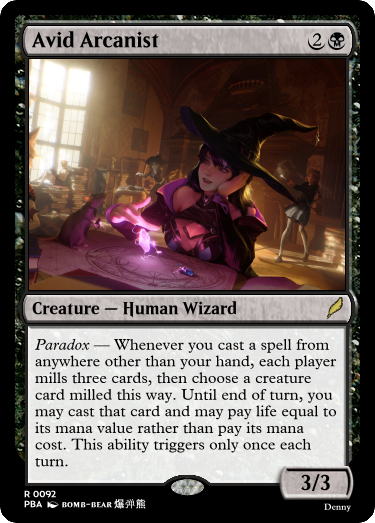 Avid Arcanist 2
Creature — Human Wizard
Paradox — Whenever you cast a spell from
anywhere other than your hand, each player
mills three cards, then choose a creature
card milled this way. Until end of turn, you
may cast that card and may pay life equal to
its mana value rather than pay its mana
cost. This ability triggers only once each
turn.
3/3
R 0092
PBA BOMB-BEAR 爆弹熊
Denny